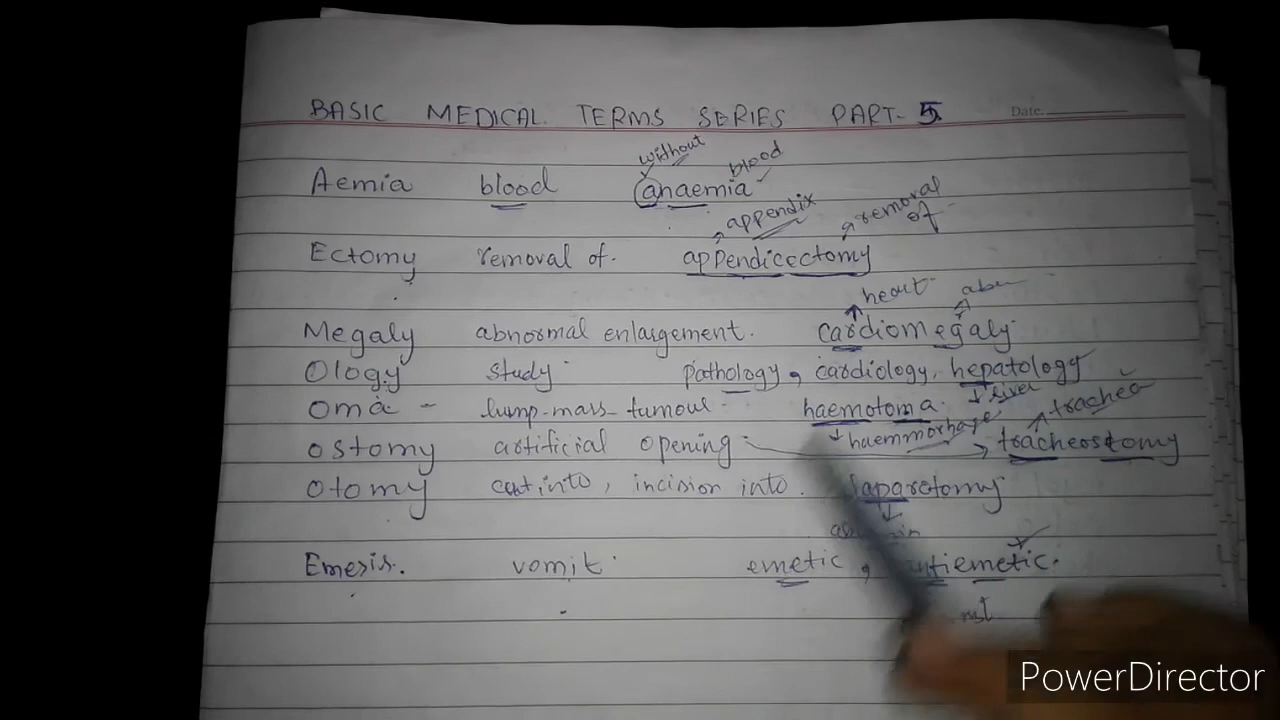 BASIC MEDICAL TERMS SERIES PART-5.
Date.
without blood
Aemia blood anaemia
appendix removal of
Ectomy removal of. appendicectomy
heart abn
Megaly abnormal enlargement. cardiomegaly
Ology study pathology, cardiology, hepatology
liver trachea
Oma - lump-mass-tumour haemotoma.
haemmorhage
Ostomy artificial opening tracheostomy
Otomy cut into, incision into. laparotomy
Emesis. vomit emetic, antiemetic.
PowerDirector